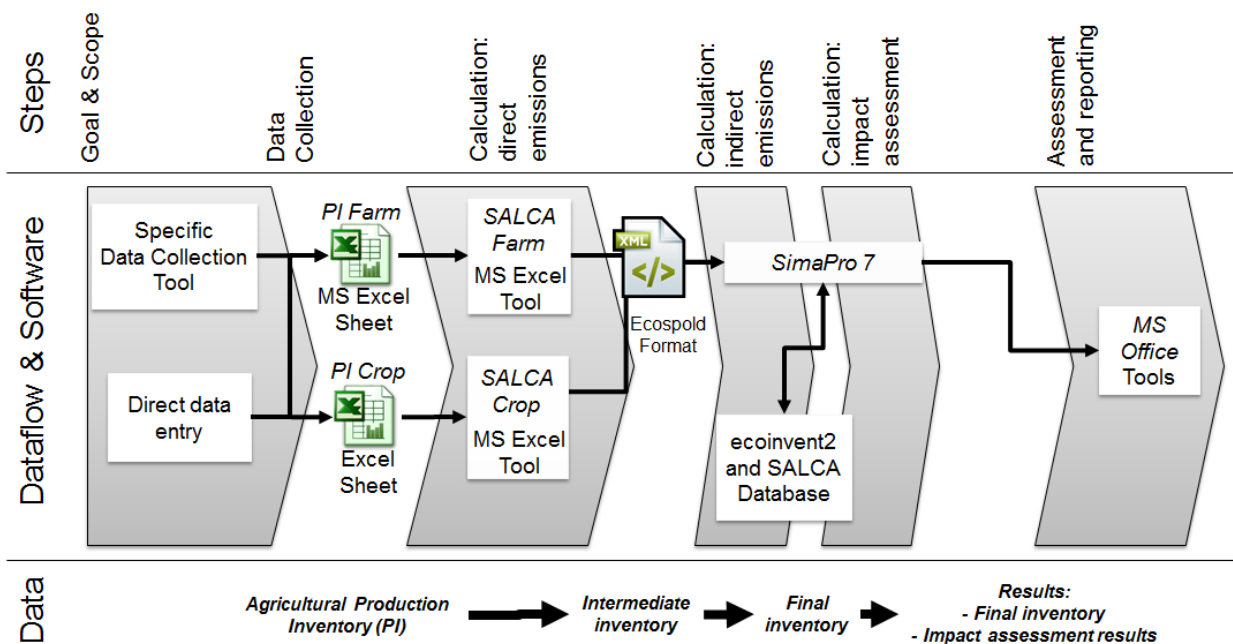 Steps
Goal & Scope
Data
Collection
Calculation:
direct
emissions
Calculation:
indirect
emissions
Calculation:
impact
assessment
Assessment
and reporting
Dataflow & Software
Specific
Data Collection
Tool
Direct data
entry
PI Farm
MS Excel
Sheet
PI Crop
Excel
Sheet
SALCA
Farm
MS Excel
Tool
SALCA
Crop
MS Excel
Tool
XML
</>
Ecospold
Format
SimaPro 7
ecoinvent2
and SALCA
Database
MS
Office
Tools
Data
Agricultural Production
Inventory (PI)
Intermediate
inventory
Final
inventory
Results:
- Final inventory
- Impact assessment results